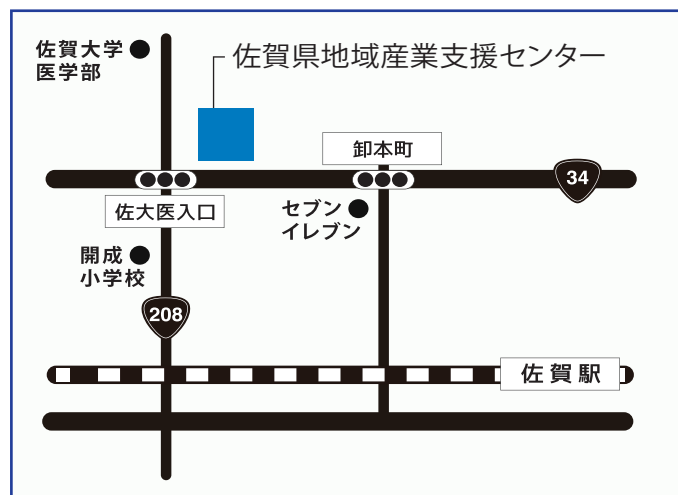 佐賀大学
医学部
佐賀県地域産業支援センター
卸本町
34
佐大医入口
セブン
イレブン
開成
小学校
208
佐賀駅